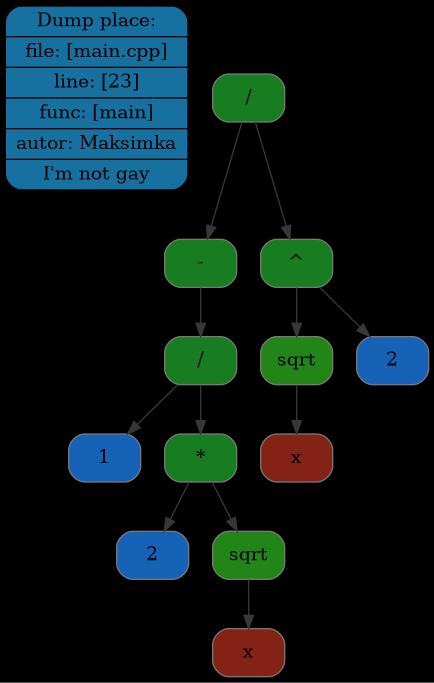 Dump place:
file: [main.cpp]
line: [23]
func: [main]
autor: Maksimka
I'm not gay
/
-
^
/
sqrt
2
1
*
x
2
sqrt
x